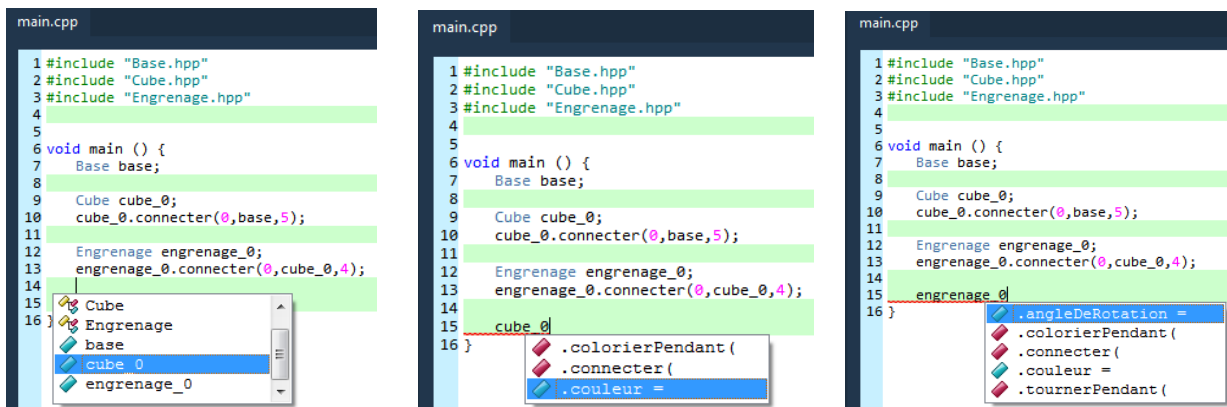 main.cpp
1 #include "Base.hpp"
2 #include "Cube.hpp"
3 #include "Engrenage.hpp"
4
5
6 void main () {
7 Base base;
8
9 Cube cube_0;
10 cube_0.connecter(0,base,5);
11
12 Engrenage engrenage_0;
13 engrenage_0.connecter(0,cube_0,4);
14
15
16 }
Cube
Engrenage
base
cube_0
engrenage_0
main.cpp
1 #include "Base.hpp"
2 #include "Cube.hpp"
3 #include "Engrenage.hpp"
4
5
6 void main () {
7 Base base;
8
9 Cube cube_0;
10 cube_0.connecter(0,base,5);
11
12 Engrenage engrenage_0;
13 engrenage_0.connecter(0,cube_0,4);
14
15 cube_0
16 }
.colorierPendant(
.connecter(
.couleur =
main.cpp
1 #include "Base.hpp"
2 #include "Cube.hpp"
3 #include "Engrenage.hpp"
4
5
6 void main () {
7 Base base;
8
9 Cube cube_0;
10 cube_0.connecter(0,base,5);
11
12 Engrenage engrenage_0;
13 engrenage_0.connecter(0,cube_0,4);
14
15 engrenage_0
16 }
.angleDeRotation =
.colorierPendant(
.connecter(
.couleur =
.tournerPendant(